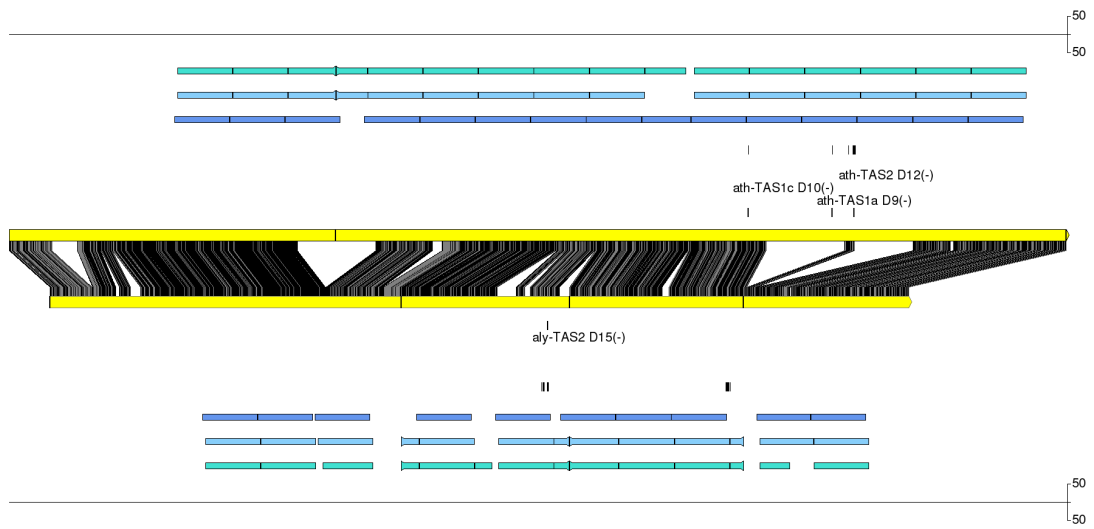 50
50
ath-TAS2 D12(-)
ath-TAS1c D10(-)
ath-TAS1a D9(-)
aly-TAS2 D15(-)
50
50